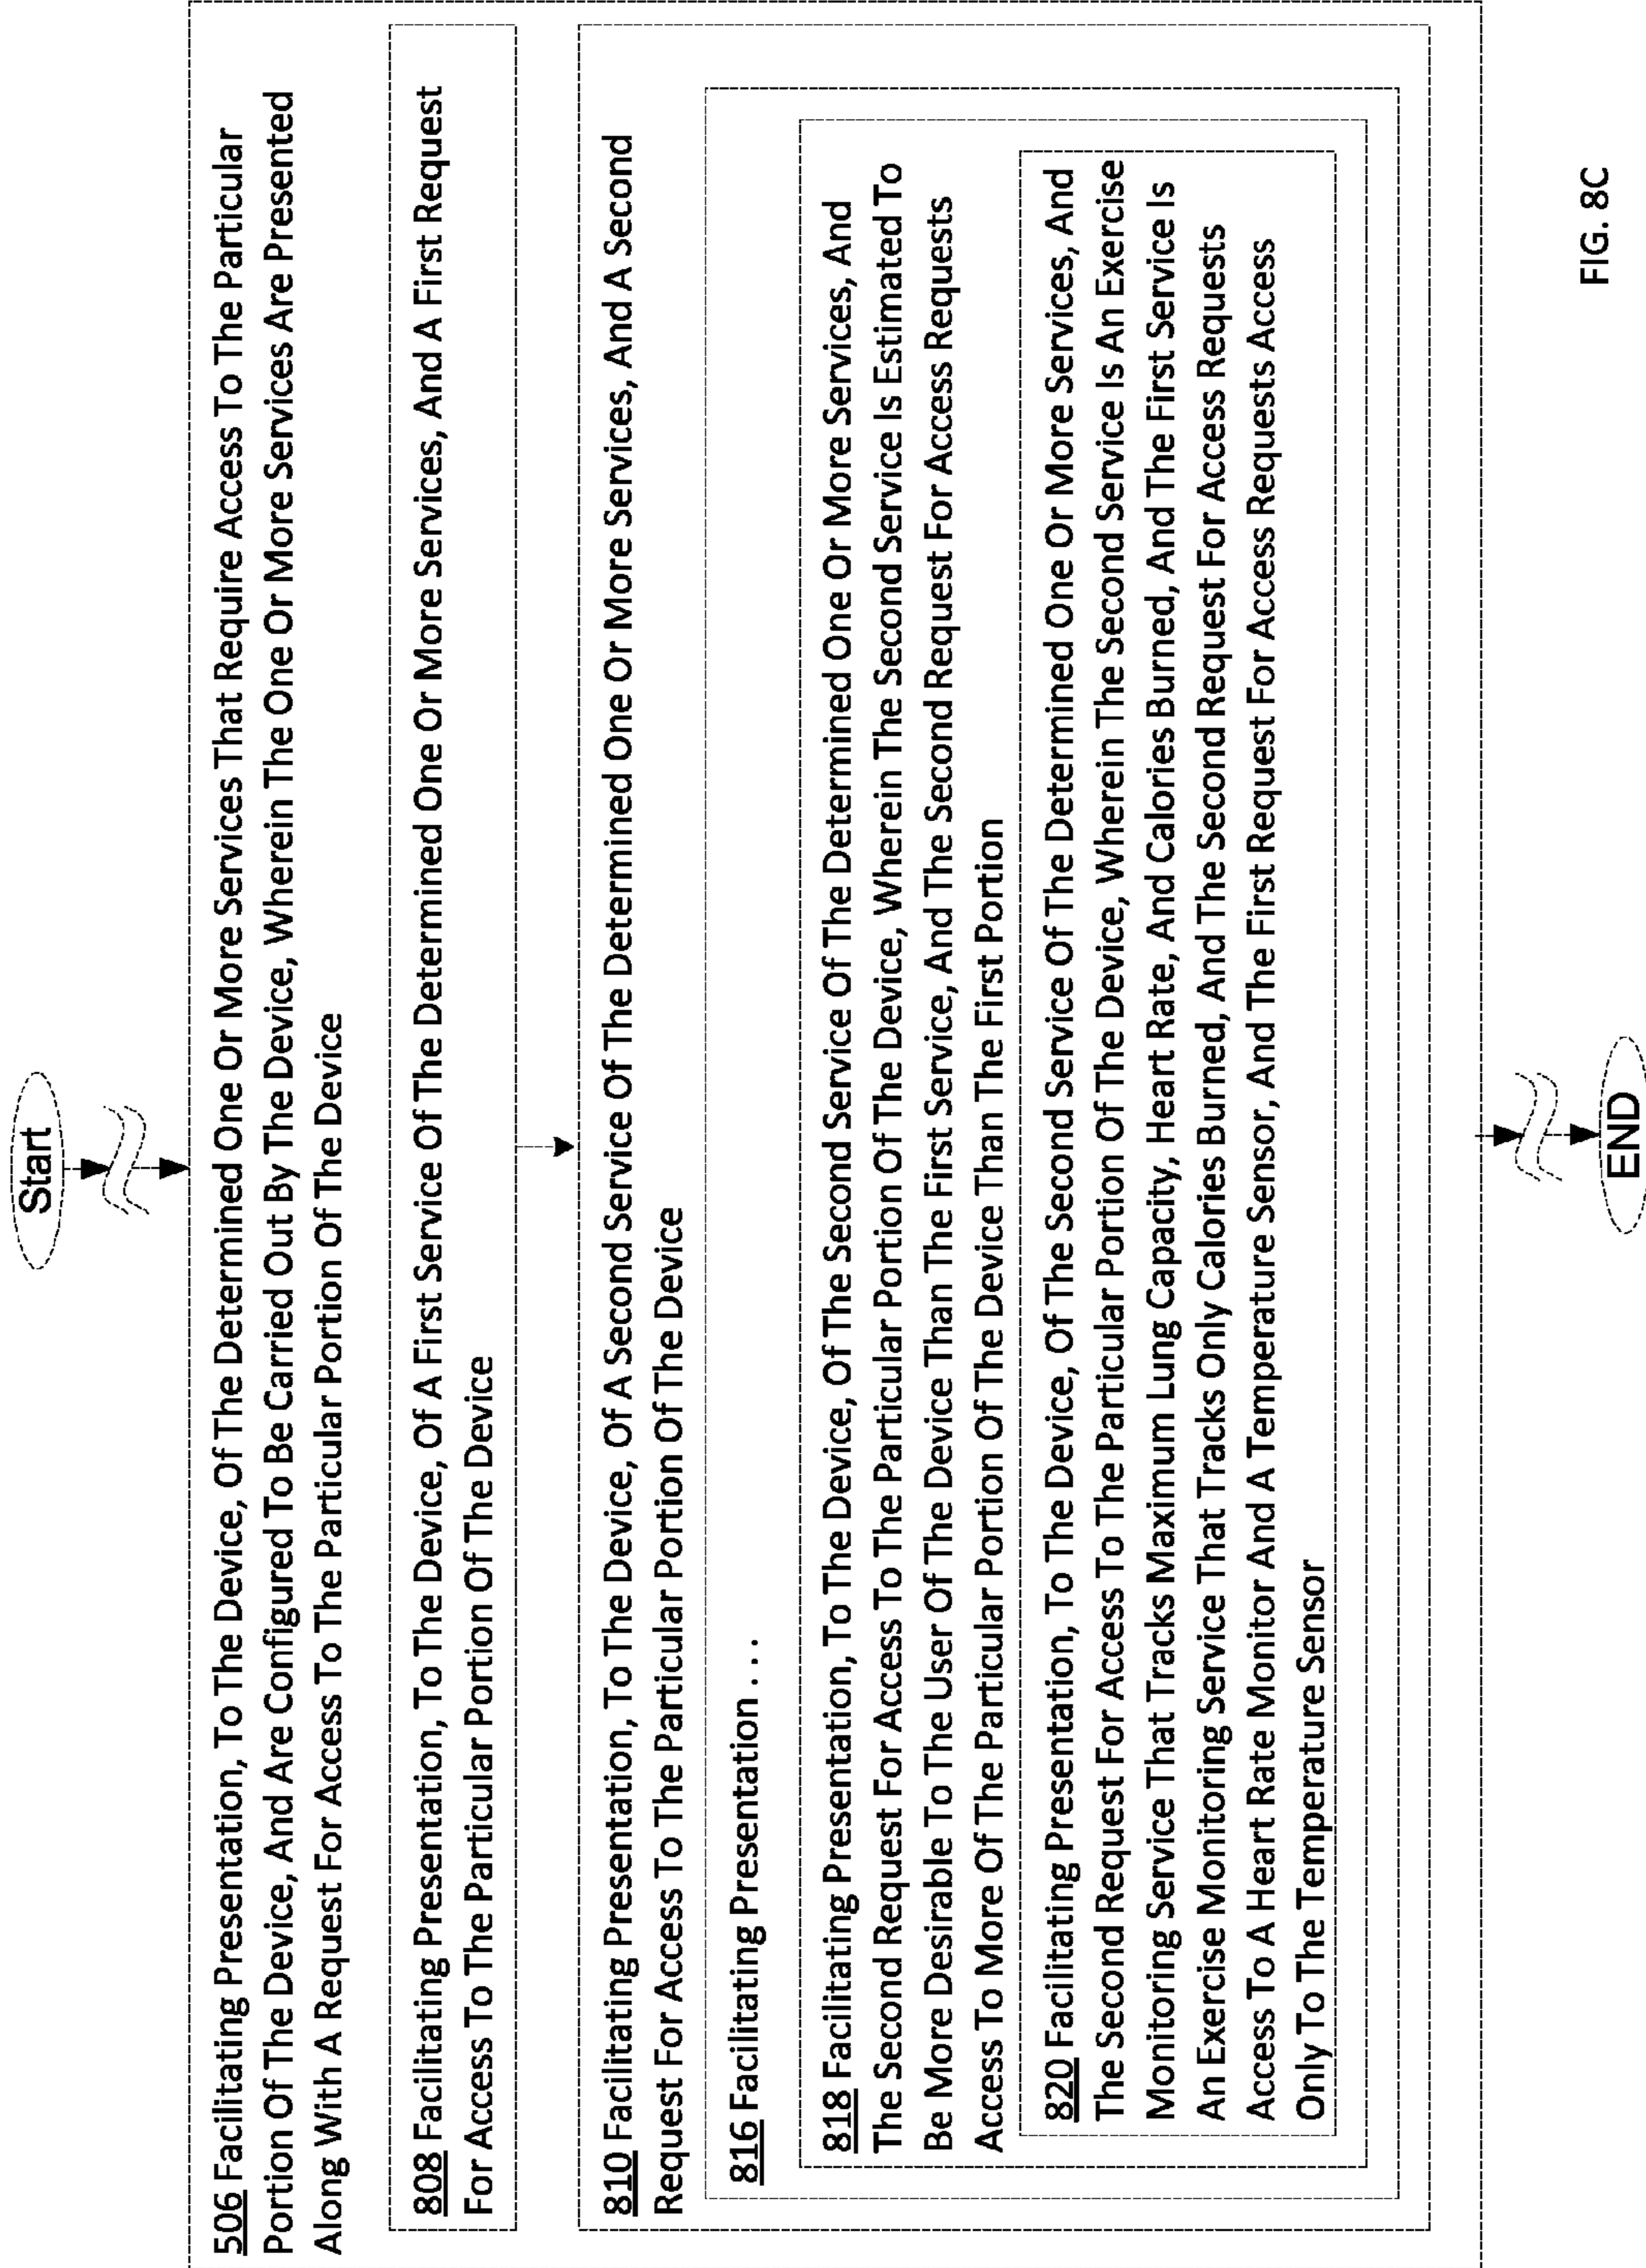 Start
506 Facilitating Presentation, To The Device, Of The Determined One Or More Services That Require Access To The Particular
Portion Of The Device, And Are Configured To Be Carried Out By The Device, Wherein The One Or More Services Are Presented
Along With A Request For Access To The Particular Portion Of The Device
808 Facilitating Presentation, To The Device, Of A First Service Of The Determined One Or More Services, And A First Request
For Access To The Particular Portion Of The Device
810 Facilitating Presentation, To The Device, Of A Second Service Of The Determined One Or More Services, And A Second
Request For Access To The Particular Portion Of The Device
816 Facilitating Presentation . . .
818 Facilitating Presentation, To The Device, Of The Second Service Of The Determined One Or More Services, And
The Second Request For Access To The Particular Portion Of The Device, Wherein The Second Service Is Estimated To
Be More Desirable To The User Of The Device Than The First Service, And The Second Request For Access Requests
Access To More Of The Particular Portion Of The Device Than The First Portion
820 Facilitating Presentation, To The Device, Of The Second Service Of The Determined One Or More Services, And
The Second Request For Access To The Particular Portion Of The Device, Wherein The Second Service Is An Exercise
Monitoring Service That Tracks Maximum Lung Capacity, Heart Rate, And Calories Burned, And The First Service Is
An Exercise Monitoring Service That Tracks Only Calories Burned, And The Second Request For Access Requests
Access To A Heart Rate Monitor And A Temperature Sensor, And The First Request For Access Requests Access
Only To The Temperature Sensor
END
FIG. 8C